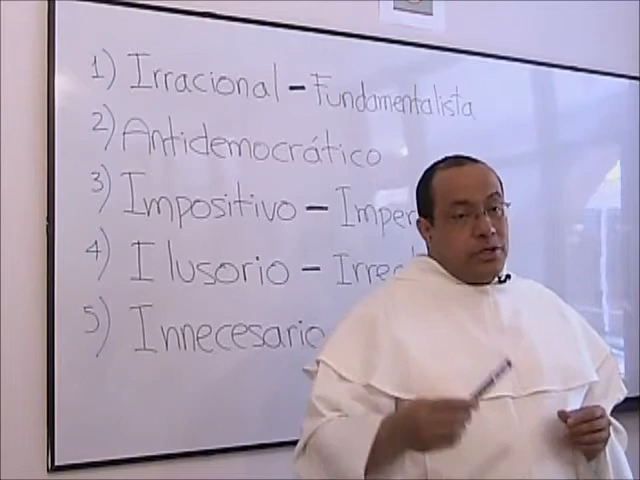 1) Irracional - Fundamentalista
2) Antidemocrático
3) Impositivo -
4) Ilusorio -
5) Innecesario